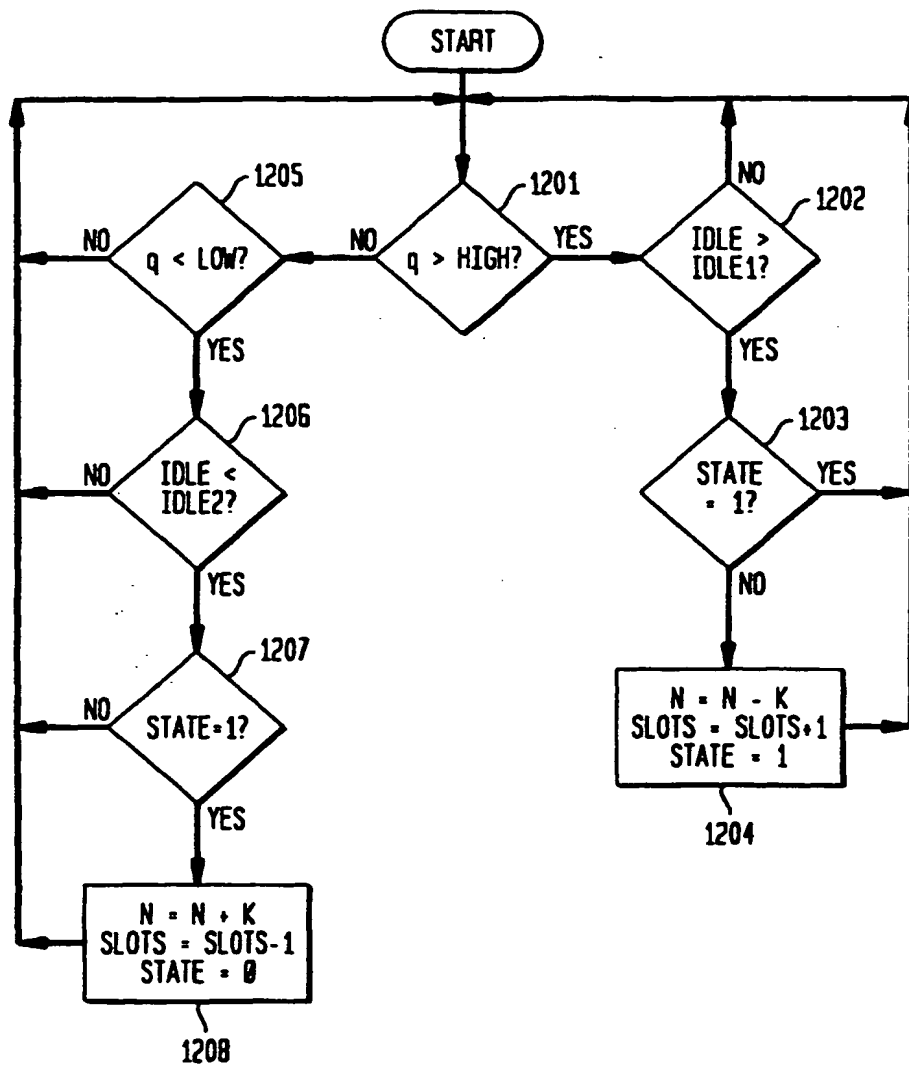 START
1205
1201
1202
NO
q < LOW?
NO
q > HIGH?
YES
NO
IDLE >
IDLE1?
YES
YES
1206
1203
NO
IDLE <
IDLE2?
STATE
= 1?
YES
YES
NO
1207
NO
STATE=1?
N = N - K
SLOTS = SLOTS+1
STATE = 1
YES
1204
N = N + K
SLOTS = SLOTS-1
STATE = 0
1208